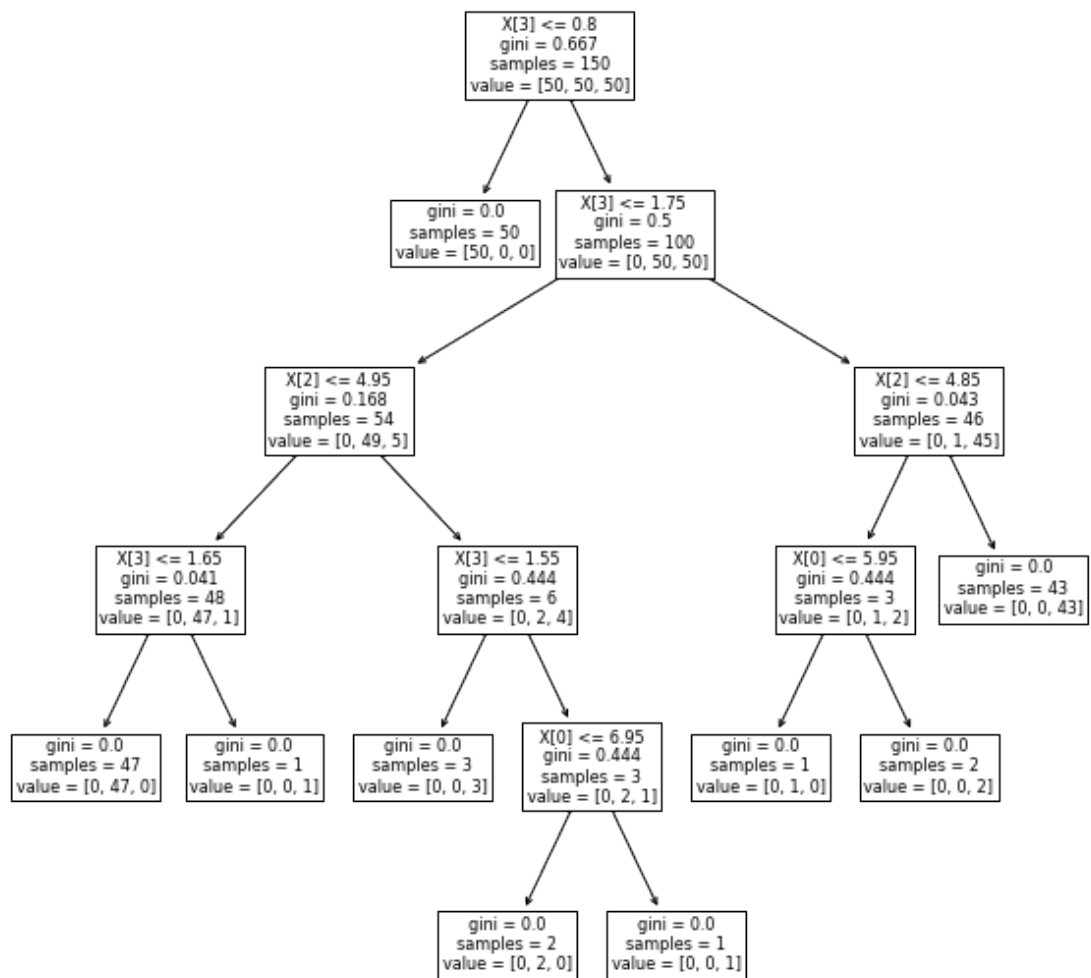 X[3] <= 0.8
gini = 0.667
samples = 150
value = [50, 50, 50]
gini = 0.0
samples = 50
value = [50, 0, 0]
X[3] <= 1.75
gini = 0.5
samples = 100
value = [0, 50, 50]
X[2] <= 4.95
gini = 0.168
samples = 54
value = [0, 49, 5]
X[2] <= 4.85
gini = 0.043
samples = 46
value = [0, 1, 45]
X[3] <= 1.65
gini = 0.041
samples = 48
value = [0, 47, 1]
X[3] <= 1.55
gini = 0.444
samples = 6
value = [0, 2, 4]
X[0] <= 5.95
gini = 0.444
samples = 3
value = [0, 1, 2]
gini = 0.0
samples = 43
value = [0, 0, 43]
gini = 0.0
samples = 47
value = [0, 47, 0]
gini = 0.0
samples = 1
value = [0, 0, 1]
gini = 0.0
samples = 3
value = [0, 0, 3]
X[0] <= 6.95
gini = 0.444
samples = 3
value = [0, 2, 1]
gini = 0.0
samples = 1
value = [0, 1, 0]
gini = 0.0
samples = 2
value = [0, 0, 2]
gini = 0.0
samples = 2
value = [0, 2, 0]
gini = 0.0
samples = 1
value = [0, 0, 1]